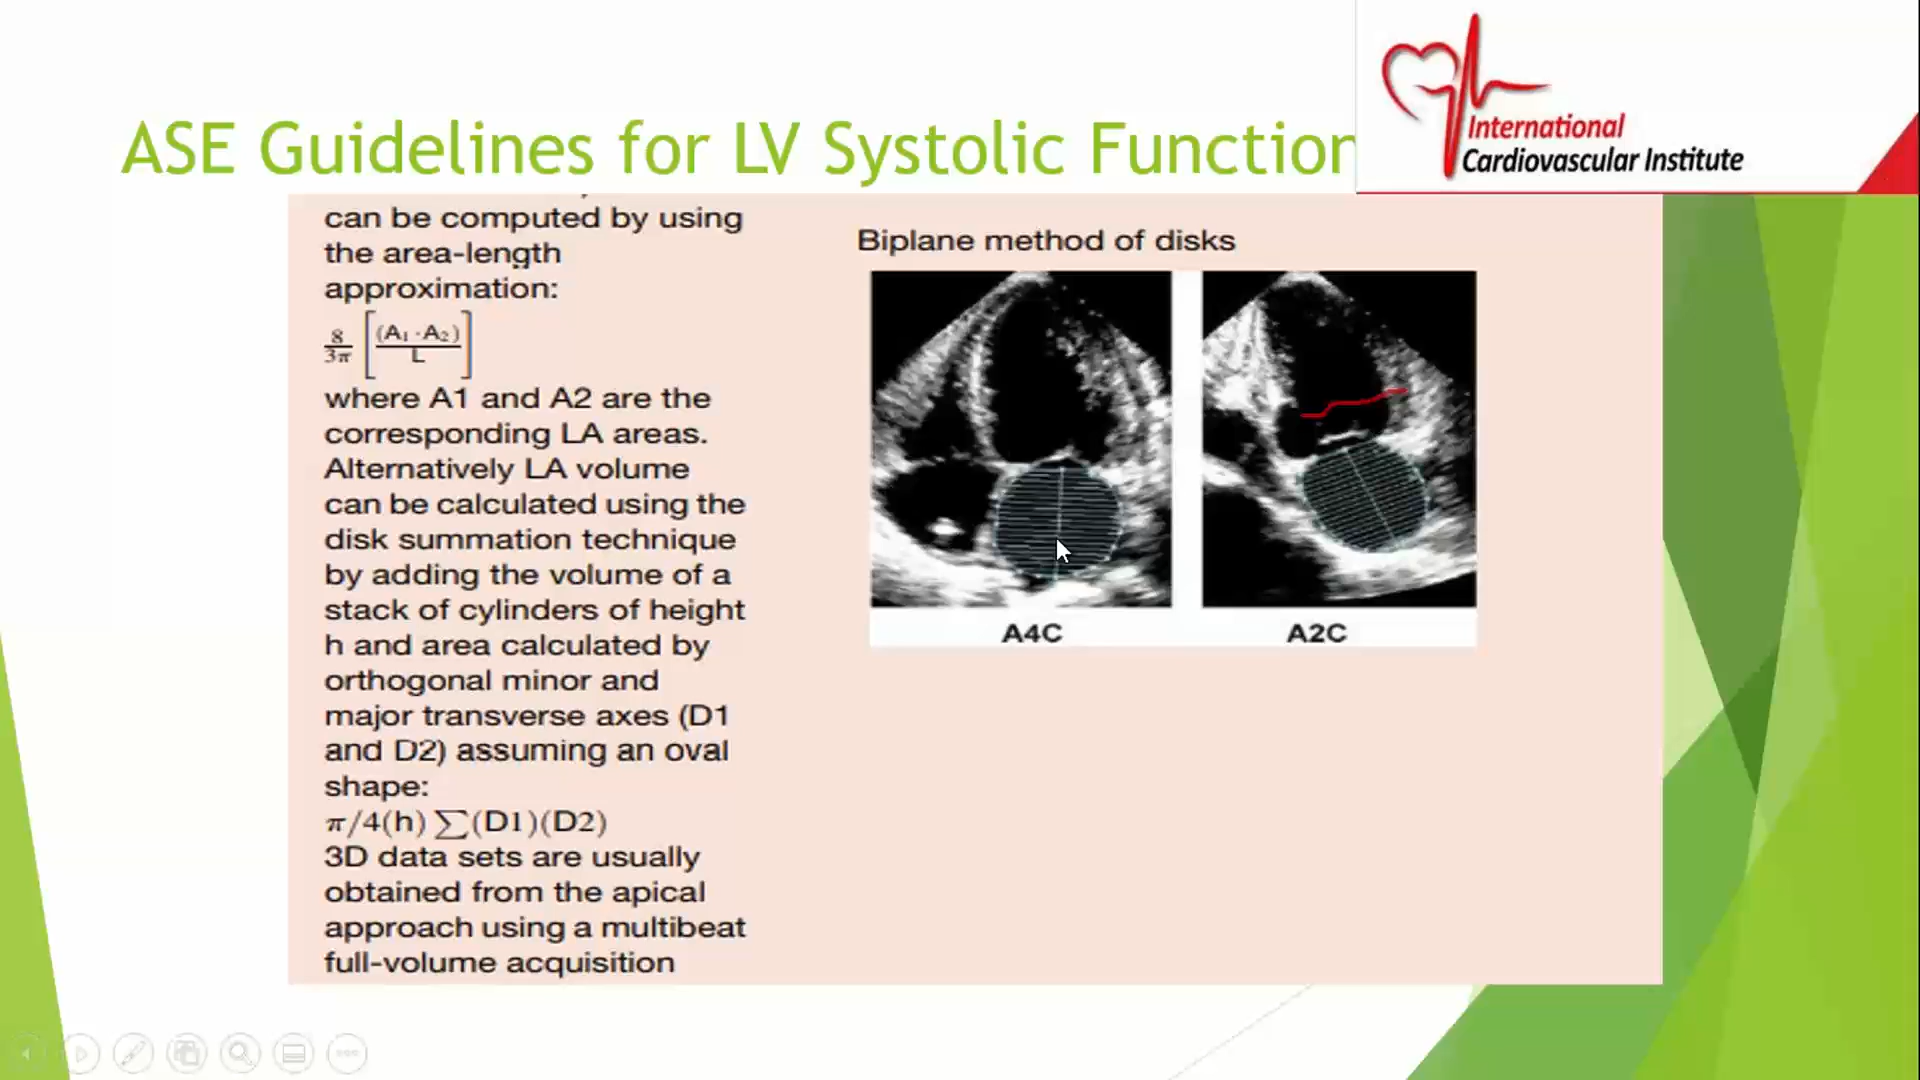 ASE Guidelines for LV Systolic Function
International
Cardiovascular Institute
can be computed by using
the area-length
approximation:
8/3π [(A₁ · A₂)/L]
where A1 and A2 are the
corresponding LA areas.
Alternatively LA volume
can be calculated using the
disk summation technique
by adding the volume of a
stack of cylinders of height
h and area calculated by
orthogonal minor and
major transverse axes (D1
and D2) assuming an oval
shape:
π/4(h) ∑(D1)(D2)
3D data sets are usually
obtained from the apical
approach using a multibeat
full-volume acquisition
Biplane method of disks
A4C
A2C